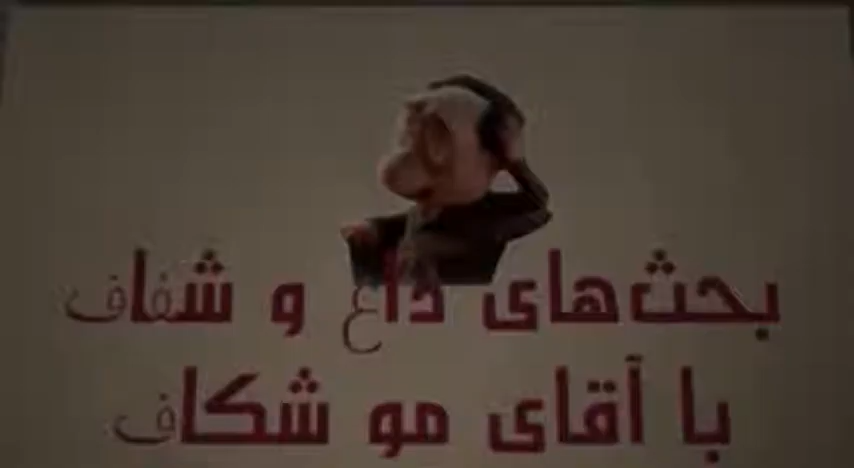 بحث‌های داغ و شفاف
با آقای مو شکاف